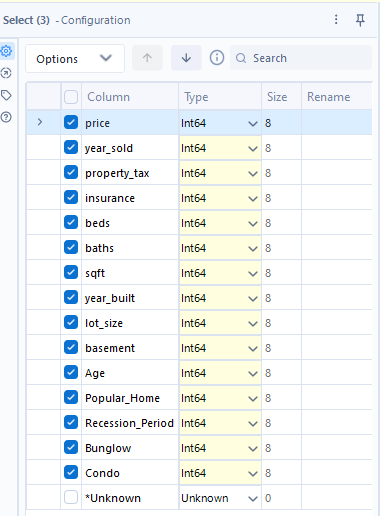 Select (3) - Configuration
Options Search
Column Type Size Rename
price Int64 8
year_sold Int64 8
property_tax Int64 8
insurance Int64 8
beds Int64 8
baths Int64 8
sqft Int64 8
year_built Int64 8
lot_size Int64 8
basement Int64 8
Age Int64 8
Popular_Home Int64 8
Recession_Period Int64 8
Bunglow Int64 8
Condo Int64 8
*Unknown Unknown 0